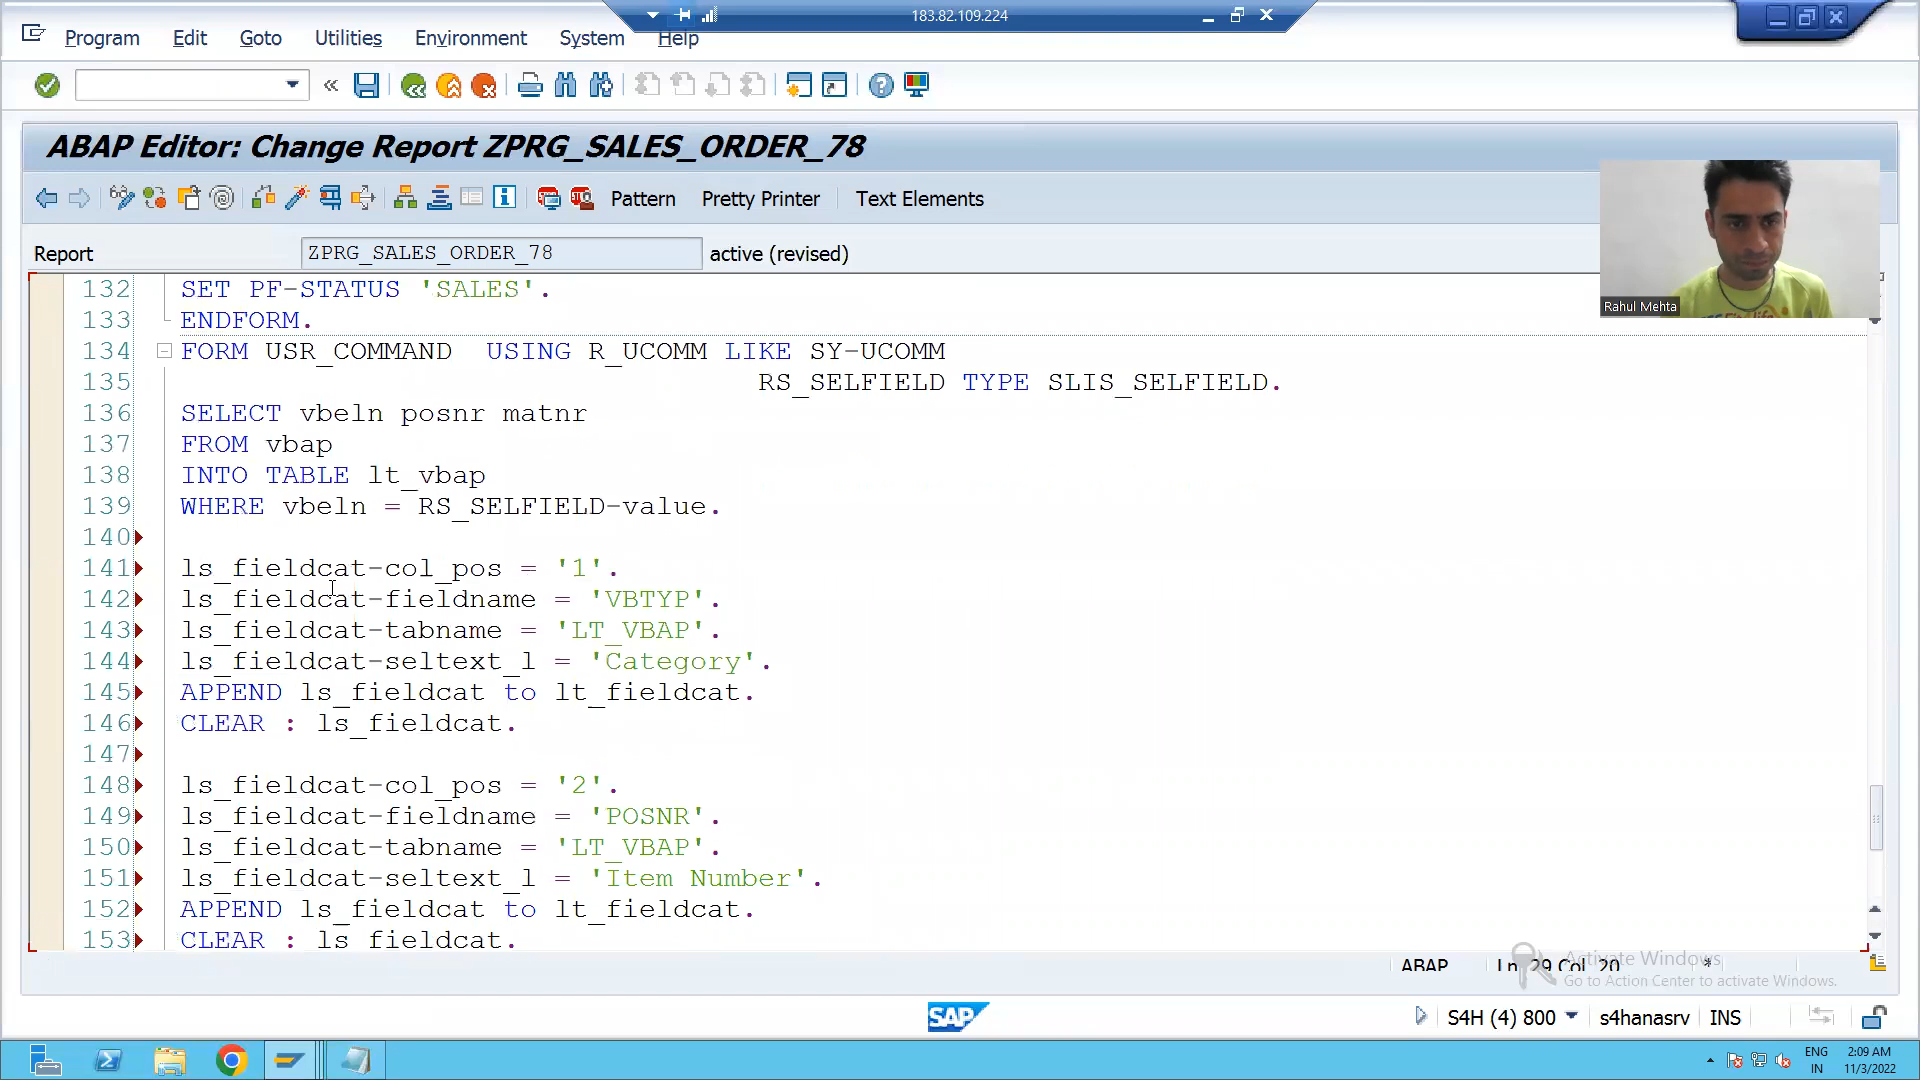 183.82.109.224
Program Edit Goto Utilities Environment System Help
ABAP Editor: Change Report ZPRG_SALES_ORDER_78
Pattern Pretty Printer Text Elements
Report ZPRG_SALES_ORDER_78 active (revised)
Rahul Mehta
132 SET PF-STATUS 'SALES'.
133 ENDFORM.
134 FORM USR_COMMAND USING R_UCOMM LIKE SY-UCOMM
135 RS_SELFIELD TYPE SLIS_SELFIELD.
136 SELECT vbeln posnr matnr
137 FROM vbap
138 INTO TABLE lt_vbap
139 WHERE vbeln = RS_SELFIELD-value.
140
141 ls_fieldcat-col_pos = '1'.
142 ls_fieldcat-fieldname = 'VBTYP'.
143 ls_fieldcat-tabname = 'LT_VBAP'.
144 ls_fieldcat-seltext_l = 'Category'.
145 APPEND ls_fieldcat to lt_fieldcat.
146 CLEAR : ls_fieldcat.
147
148 ls_fieldcat-col_pos = '2'.
149 ls_fieldcat-fieldname = 'POSNR'.
150 ls_fieldcat-tabname = 'LT_VBAP'.
151 ls_fieldcat-seltext_l = 'Item Number'.
152 APPEND ls_fieldcat to lt_fieldcat.
153 CLEAR : ls_fieldcat.
ABAP Ln 29 Col 20 *
Activate Windows
Go to Action Center to activate Windows.
SAP
S4H (4) 800 s4hanasrv INS
ENG 2:09 AM
IN 11/3/2022